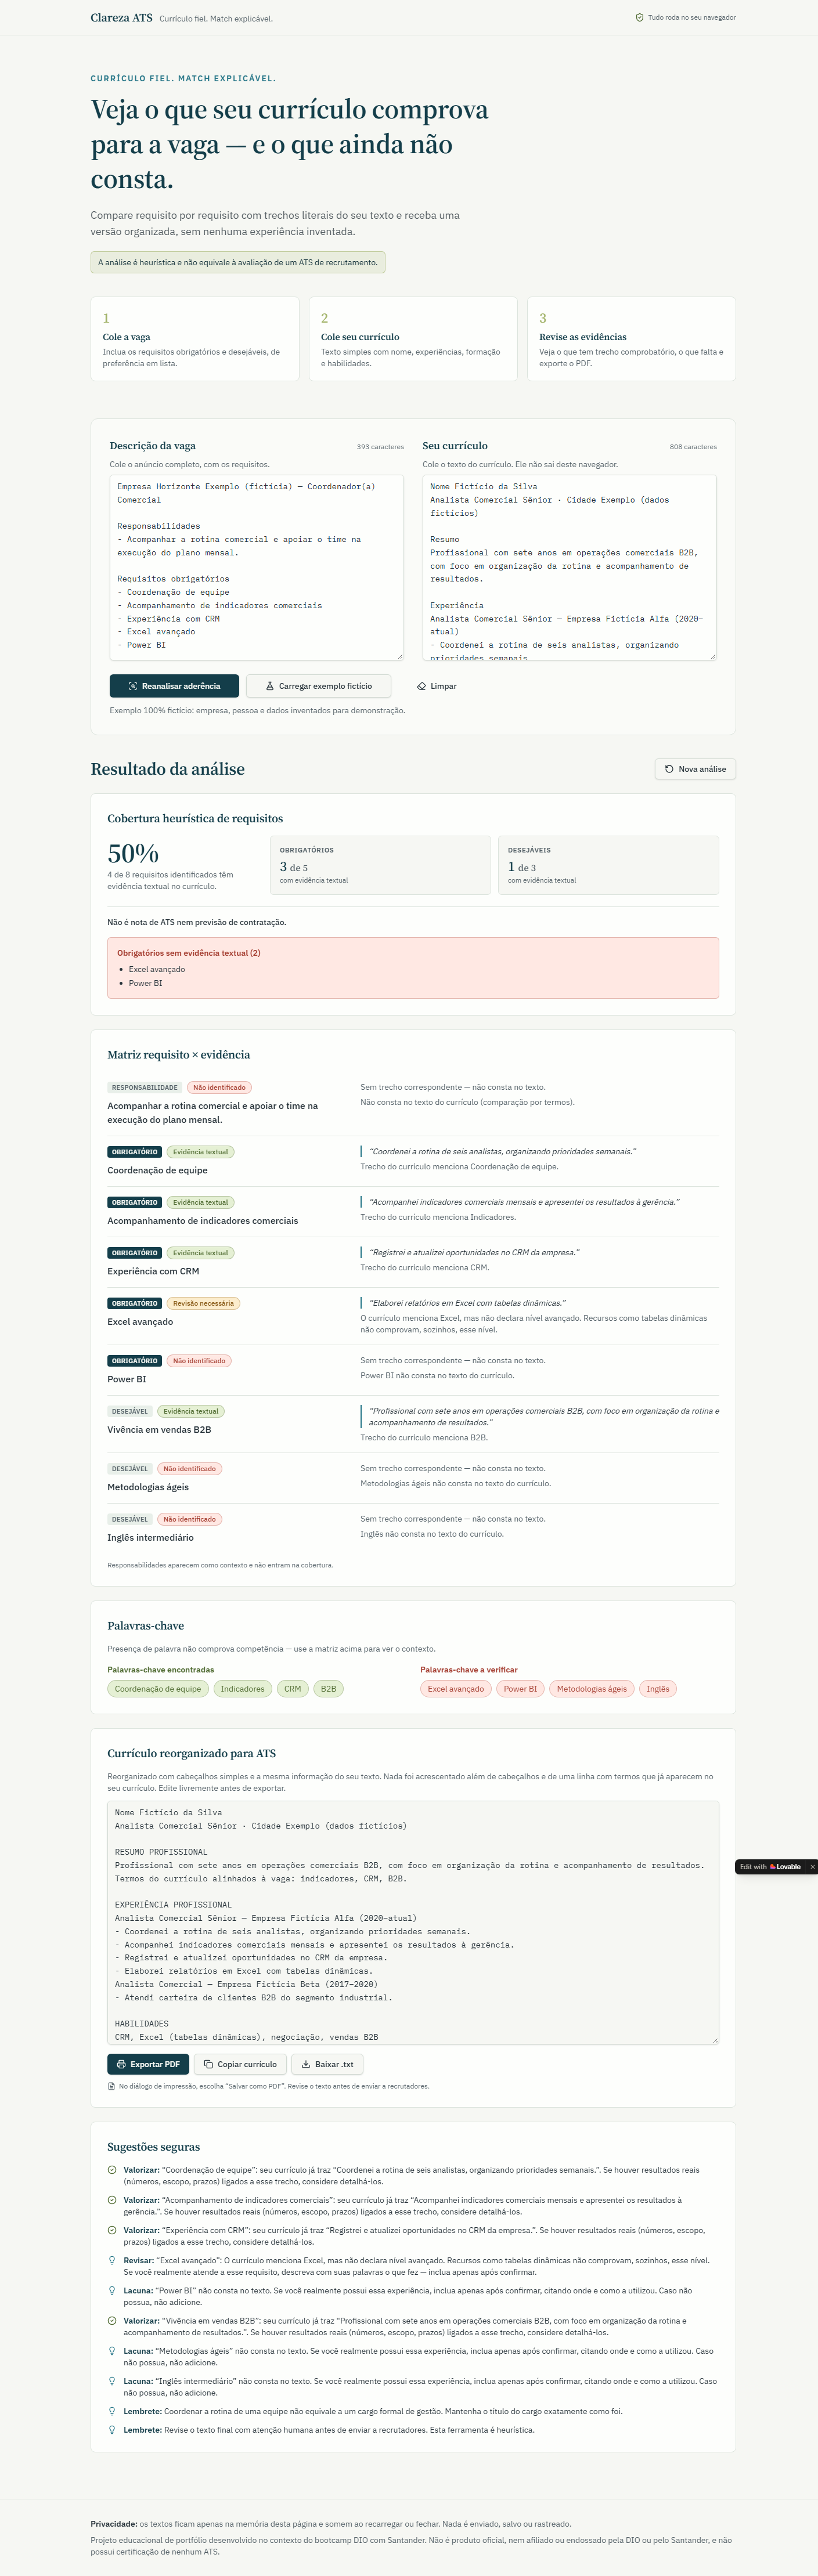 Clareza ATS Currículo fiel. Match explicável.
Tudo roda no seu navegador
CURRÍCULO FIEL. MATCH EXPLICÁVEL.
Veja o que seu currículo comprova
para a vaga — e o que ainda não
consta.
Compare requisito por requisito com trechos literais do seu texto e receba uma
versão organizada, sem nenhuma experiência inventada.
A análise é heurística e não equivale à avaliação de um ATS de recrutamento.
1
Cole a vaga
Inclua os requisitos obrigatórios e desejáveis, de
preferência em lista.
2
Cole seu currículo
Texto simples com nome, experiências, formação
e habilidades.
3
Revise as evidências
Veja o que tem trecho comprobatório, o que falta e
exporte o PDF.
Descrição da vaga
393 caracteres
Cole o anúncio completo, com os requisitos.
Empresa Horizonte Exemplo (fictícia) — Coordenador(a)
Comercial
Responsabilidades
- Acompanhar a rotina comercial e apoiar o time na
execução do plano mensal.
Requisitos obrigatórios
- Coordenação de equipe
- Acompanhamento de indicadores comerciais
- Experiência com CRM
- Excel avançado
- Power BI
Seu currículo
808 caracteres
Cole o texto do currículo. Ele não sai deste navegador.
Nome Fictício da Silva
Analista Comercial Sênior · Cidade Exemplo (dados
fictícios)
Resumo
Profissional com sete anos em operações comerciais B2B,
com foco em organização da rotina e acompanhamento de
resultados.
Experiência
Analista Comercial Sênior — Empresa Fictícia Alfa (2020–
atual)
- Coordenei a rotina de seis analistas, organizando
prioridades semanais.
Reanalisar aderência
Carregar exemplo fictício
Limpar
Exemplo 100% fictício: empresa, pessoa e dados inventados para demonstração.
Resultado da análise
Nova análise
Cobertura heurística de requisitos
50%
4 de 8 requisitos identificados têm
evidência textual no currículo.
OBRIGATÓRIOS
3 de 5
com evidência textual
DESEJÁVEIS
1 de 3
com evidência textual
Não é nota de ATS nem previsão de contratação.
Obrigatórios sem evidência textual (2)
• Excel avançado
• Power BI
Matriz requisito × evidência
RESPONSABILIDADE Não identificado
Acompanhar a rotina comercial e apoiar o time na
execução do plano mensal.
Sem trecho correspondente — não consta no texto.
Não consta no texto do currículo (comparação por termos).
OBRIGATÓRIO Evidência textual
Coordenação de equipe
“Coordenei a rotina de seis analistas, organizando prioridades semanais.”
Trecho do currículo menciona Coordenação de equipe.
OBRIGATÓRIO Evidência textual
Acompanhamento de indicadores comerciais
“Acompanhei indicadores comerciais mensais e apresentei os resultados à gerência.”
Trecho do currículo menciona Indicadores.
OBRIGATÓRIO Evidência textual
Experiência com CRM
“Registrei e atualizei oportunidades no CRM da empresa.”
Trecho do currículo menciona CRM.
OBRIGATÓRIO Revisão necessária
Excel avançado
“Elaborei relatórios em Excel com tabelas dinâmicas.”
O currículo menciona Excel, mas não declara nível avançado. Recursos como tabelas dinâmicas
não comprovam, sozinhos, esse nível.
OBRIGATÓRIO Não identificado
Power BI
Sem trecho correspondente — não consta no texto.
Power BI não consta no texto do currículo.
DESEJÁVEL Evidência textual
Vivência em vendas B2B
“Profissional com sete anos em operações comerciais B2B, com foco em organização da rotina e
acompanhamento de resultados.”
Trecho do currículo menciona B2B.
DESEJÁVEL Não identificado
Metodologias ágeis
Sem trecho correspondente — não consta no texto.
Metodologias ágeis não consta no texto do currículo.
DESEJÁVEL Não identificado
Inglês intermediário
Sem trecho correspondente — não consta no texto.
Inglês não consta no texto do currículo.
Responsabilidades aparecem como contexto e não entram na cobertura.
Palavras-chave
Presença de palavra não comprova competência — use a matriz acima para ver o contexto.
Palavras-chave encontradas
Coordenação de equipe Indicadores CRM B2B
Palavras-chave a verificar
Excel avançado Power BI Metodologias ágeis Inglês
Currículo reorganizado para ATS
Reorganizado com cabeçalhos simples e a mesma informação do seu texto. Nada foi acrescentado além de cabeçalhos e de uma linha com termos que já aparecem no
seu currículo. Edite livremente antes de exportar.
Nome Fictício da Silva
Analista Comercial Sênior · Cidade Exemplo (dados fictícios)
RESUMO PROFISSIONAL
Profissional com sete anos em operações comerciais B2B, com foco em organização da rotina e acompanhamento de resultados.
Termos do currículo alinhados à vaga: indicadores, CRM, B2B.
EXPERIÊNCIA PROFISSIONAL
Analista Comercial Sênior — Empresa Fictícia Alfa (2020–atual)
- Coordenei a rotina de seis analistas, organizando prioridades semanais.
- Acompanhei indicadores comerciais mensais e apresentei os resultados à gerência.
- Registrei e atualizei oportunidades no CRM da empresa.
- Elaborei relatórios em Excel com tabelas dinâmicas.
Analista Comercial — Empresa Fictícia Beta (2017–2020)
- Atendi carteira de clientes B2B do segmento industrial.
HABILIDADES
CRM, Excel (tabelas dinâmicas), negociação, vendas B2B
Edit with Lovable ×
Exportar PDF
Copiar currículo
Baixar .txt
No diálogo de impressão, escolha “Salvar como PDF”. Revise o texto antes de enviar a recrutadores.
Sugestões seguras
Valorizar: “Coordenação de equipe”: seu currículo já traz “Coordenei a rotina de seis analistas, organizando prioridades semanais.”. Se houver resultados reais
(números, escopo, prazos) ligados a esse trecho, considere detalhá-los.
Valorizar: “Acompanhamento de indicadores comerciais”: seu currículo já traz “Acompanhei indicadores comerciais mensais e apresentei os resultados à
gerência.”. Se houver resultados reais (números, escopo, prazos) ligados a esse trecho, considere detalhá-los.
Valorizar: “Experiência com CRM”: seu currículo já traz “Registrei e atualizei oportunidades no CRM da empresa.”. Se houver resultados reais (números, escopo,
prazos) ligados a esse trecho, considere detalhá-los.
Revisar: “Excel avançado”: O currículo menciona Excel, mas não declara nível avançado. Recursos como tabelas dinâmicas não comprovam, sozinhos, esse nível.
Se você realmente atende a esse requisito, descreva com suas palavras o que fez — inclua apenas após confirmar.
Lacuna: “Power BI” não consta no texto. Se você realmente possui essa experiência, inclua apenas após confirmar, citando onde e como a utilizou. Caso não
possua, não adicione.
Valorizar: “Vivência em vendas B2B”: seu currículo já traz “Profissional com sete anos em operações comerciais B2B, com foco em organização da rotina e
acompanhamento de resultados.”. Se houver resultados reais (números, escopo, prazos) ligados a esse trecho, considere detalhá-los.
Lacuna: “Metodologias ágeis” não consta no texto. Se você realmente possui essa experiência, inclua apenas após confirmar, citando onde e como a utilizou. Caso
não possua, não adicione.
Lacuna: “Inglês intermediário” não consta no texto. Se você realmente possui essa experiência, inclua apenas após confirmar, citando onde e como a utilizou. Caso
não possua, não adicione.
Lembrete: Coordenar a rotina de uma equipe não equivale a um cargo formal de gestão. Mantenha o título do cargo exatamente como foi.
Lembrete: Revise o texto final com atenção humana antes de enviar a recrutadores. Esta ferramenta é heurística.
Privacidade: os textos ficam apenas na memória desta página e somem ao recarregar ou fechar. Nada é enviado, salvo ou rastreado.
Projeto educacional de portfólio desenvolvido no contexto do bootcamp DIO com Santander. Não é produto oficial, nem afiliado ou endossado pela DIO ou pelo Santander, e não
possui certificação de nenhum ATS.